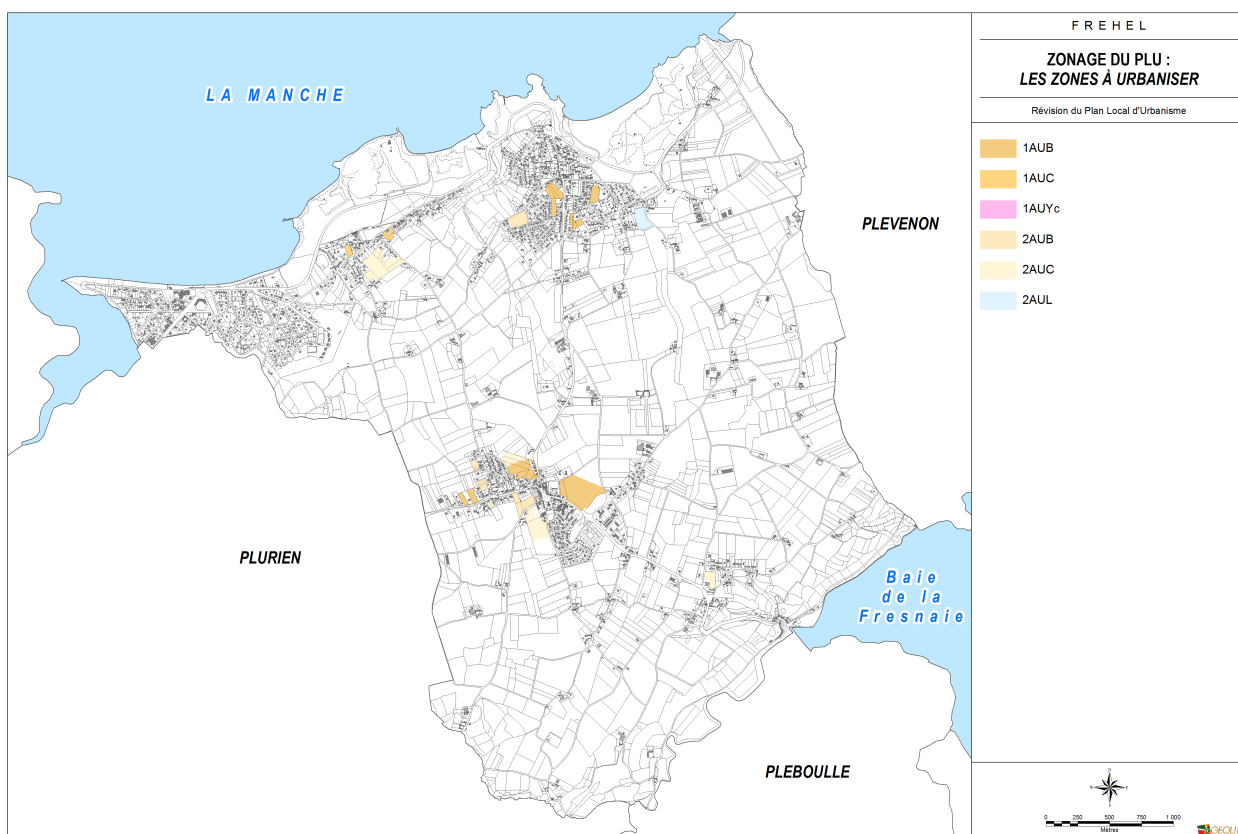 FREHEL
ZONAGE DU PLU :
LES ZONES À URBANISER
Révision du Plan Local d'Urbanisme
1AUB
1AUC
1AUYc
2AUB
2AUC
2AUL
LA MANCHE
PLEVENON
PLURIEN
Baie
de la
Fresnaie
PLEBOULLE
N
W
E
S
0 250 500 750 1 000
Mètres